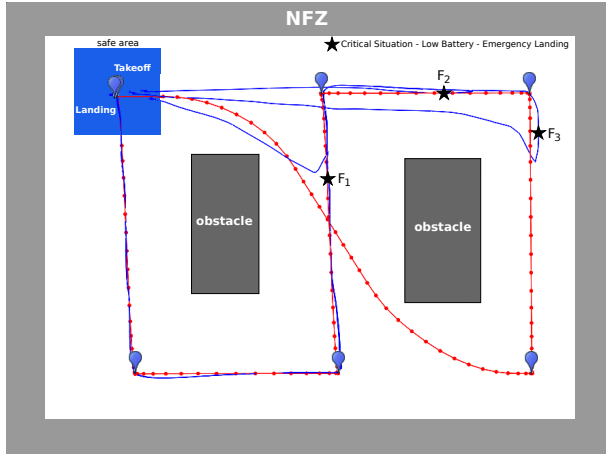 NFZ
safe area
★Critical Situation - Low Battery - Emergency Landing
Takeoff
Landing
F₂
F₃
F₁
obstacle
obstacle